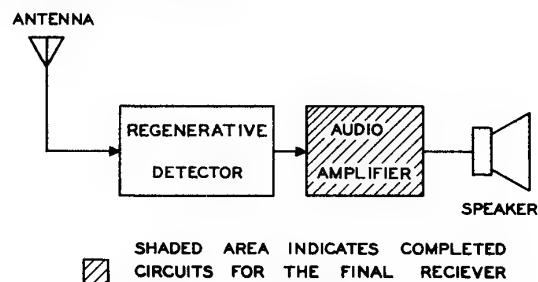 ANTENNA
REGENERATIVE
DETECTOR
AUDIO
AMPLIFIER
SPEAKER
SHADED AREA INDICATES COMPLETED
CIRCUITS FOR THE FINAL RECIEVER